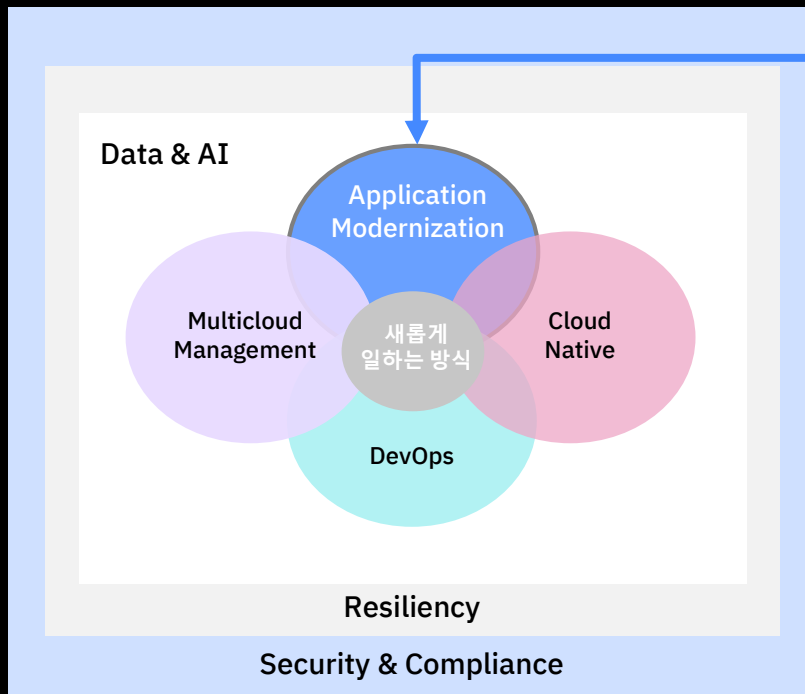 Data & AI
Application
Modernization
Multicloud
Management
새롭게
일하는 방식
Cloud
Native
DevOps
Resiliency
Security & Compliance